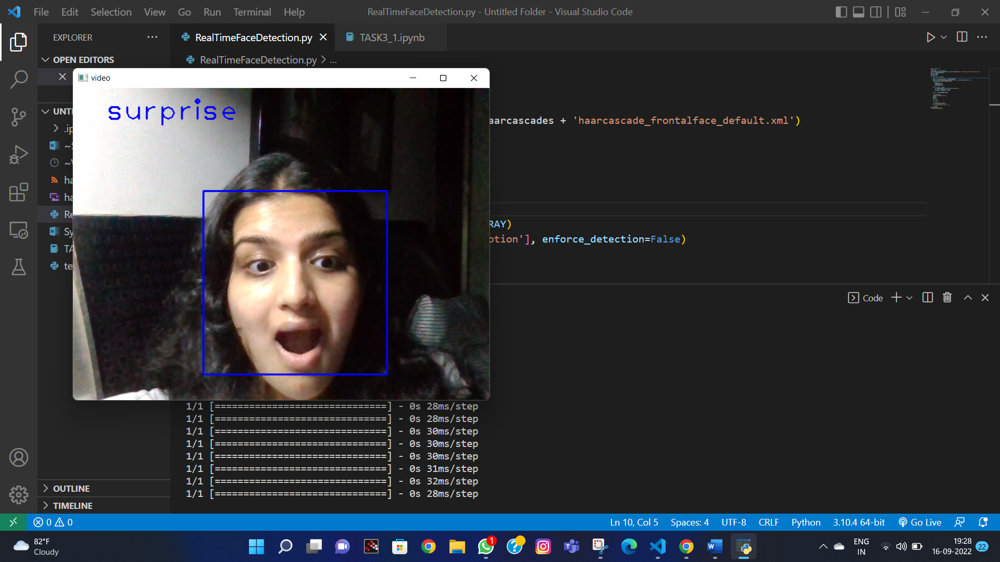 File Edit Selection View Go Run Terminal Help
RealTimeFaceDetection.py - Untitled Folder - Visual Studio Code
EXPLORER
RealTimeFaceDetection.py
TASK3_1.ipynb
OPEN EDITORS
RealTimeFaceDetection.py > ...
video
surprise
UNTI
.ip
~S
~V
ha
ha
Re
Sy
TA
te
aarcascades + 'haarcascade_frontalface_default.xml')
RAY)
otion'], enforce_detection=False)
Code
1/1 [==============================] - 0s 28ms/step
1/1 [==============================] - 0s 28ms/step
1/1 [==============================] - 0s 30ms/step
1/1 [==============================] - 0s 30ms/step
1/1 [==============================] - 0s 30ms/step
1/1 [==============================] - 0s 31ms/step
1/1 [==============================] - 0s 32ms/step
1/1 [==============================] - 0s 28ms/step
OUTLINE
TIMELINE
0 0
Ln 10, Col 5 Spaces: 4 UTF-8 CRLF Python 3.10.4 64-bit Go Live
82°F
Cloudy
1
ENG
IN
19:28
16-09-2022
22